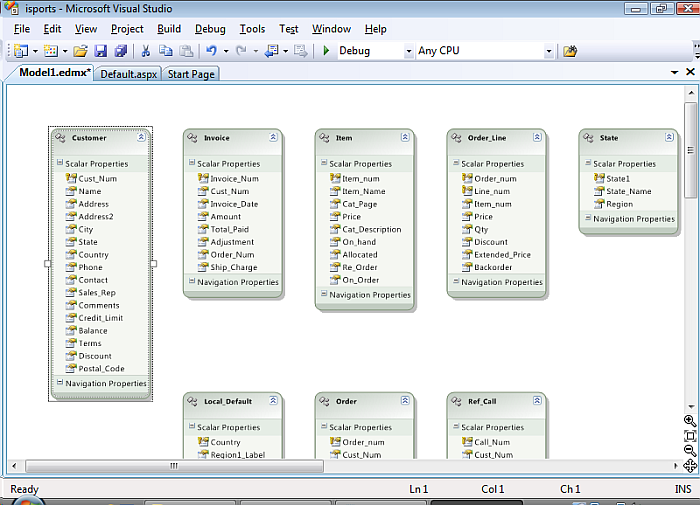 isports - Microsoft Visual Studio
File Edit View Project Build Debug Tools Test Window Help
Debug Any CPU
Model1.edmx* Default.aspx Start Page
Customer
Scalar Properties
Cust_Num
Name
Address
Address2
City
State
Country
Phone
Contact
Sales_Rep
Comments
Credit_Limit
Balance
Terms
Discount
Postal_Code
Navigation Properties
Invoice
Scalar Properties
Invoice_Num
Cust_Num
Invoice_Date
Amount
Total_Paid
Adjustment
Order_Num
Ship_Charge
Navigation Properties
Item
Scalar Properties
Item_num
Item_Name
Cat_Page
Price
Cat_Description
On_hand
Allocated
Re_Order
On_Order
Navigation Properties
Order_Line
Scalar Properties
Order_num
Line_num
Item_num
Price
Qty
Discount
Extended_Price
Backorder
Navigation Properties
State
Scalar Properties
State1
State_Name
Region
Navigation Properties
Local_Default
Scalar Properties
Country
Region1_Label
Order
Scalar Properties
Order_num
Cust_Num
Ref_Call
Scalar Properties
Call_Num
Cust_Num
Ready Ln 1 Col 1 Ch 1 INS